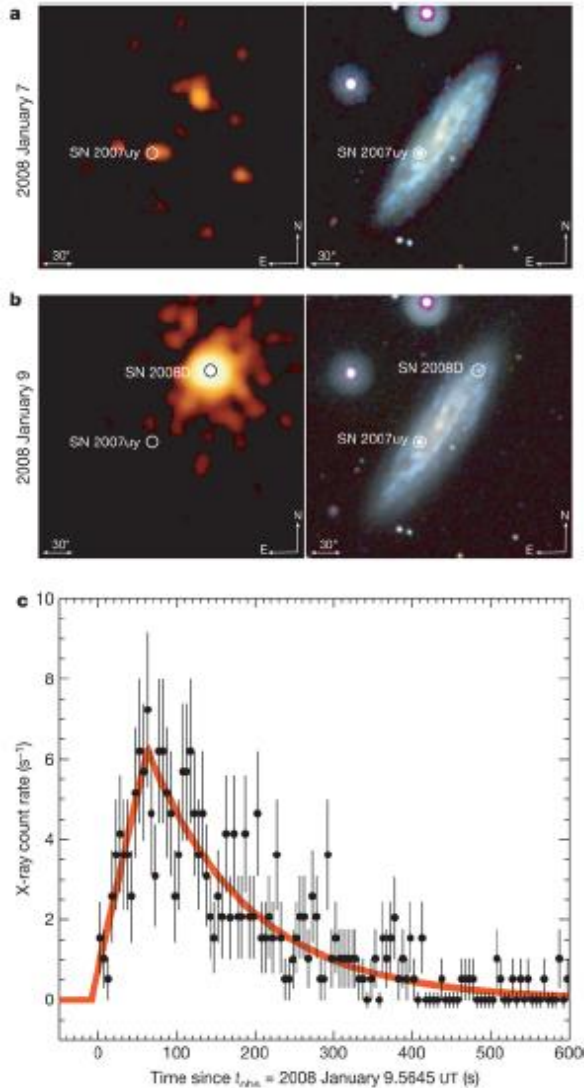 a
2008 January 7
SN 2007uy
30"
E
N
SN 2007uy
30"
E
N
b
2008 January 9
SN 2008D
SN 2007uy
30"
E
N
SN 2008D
SN 2007uy
30"
E
N
c
X-ray count rate (s⁻¹)
10
8
6
4
2
0
0 100 200 300 400 500 600
Time since t_obs = 2008 January 9.5645 UT (s)